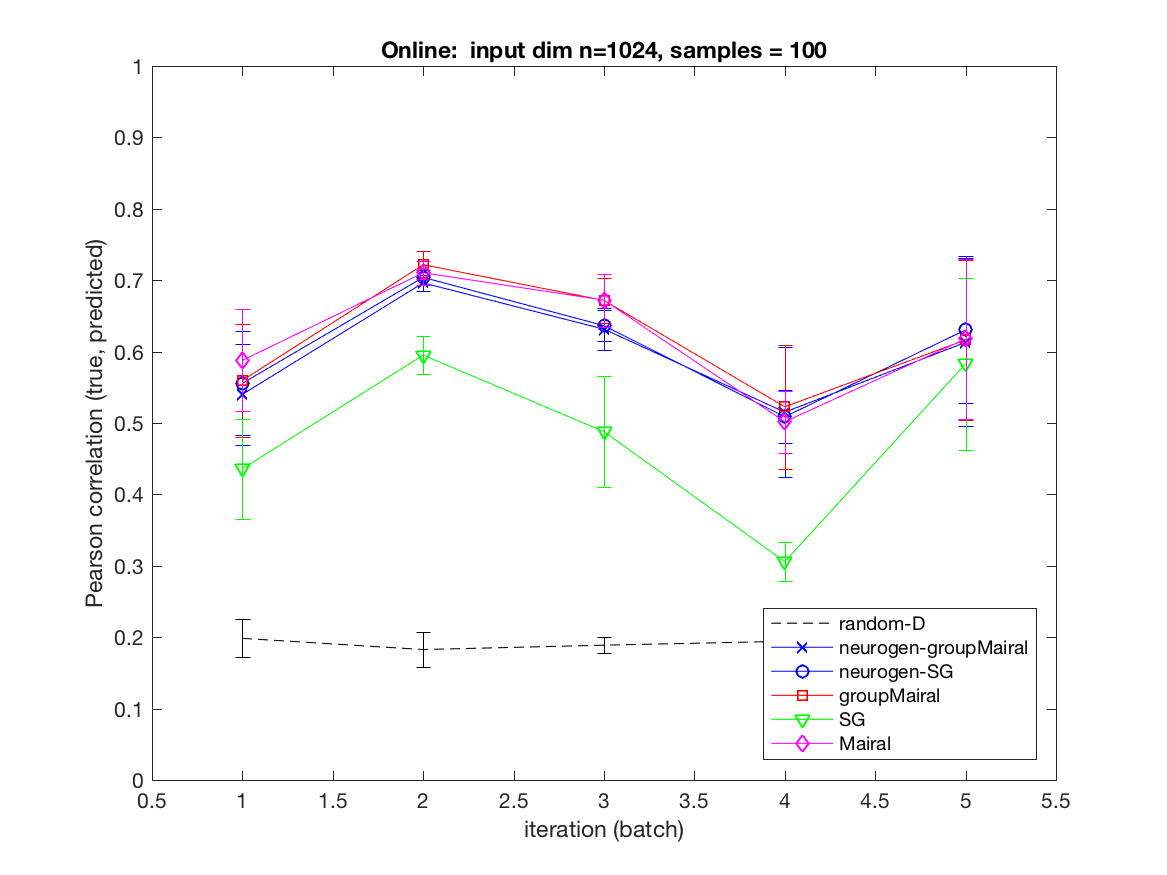 Online:  input dim n=1024, samples = 100
Pearson correlation (true, predicted)
1
0.9
0.8
0.7
0.6
0.5
0.4
0.3
0.2
0.1
0
random-D
neurogen-groupMairal
neurogen-SG
groupMairal
SG
Mairal
0.5 1 1.5 2 2.5 3 3.5 4 4.5 5 5.5
iteration (batch)